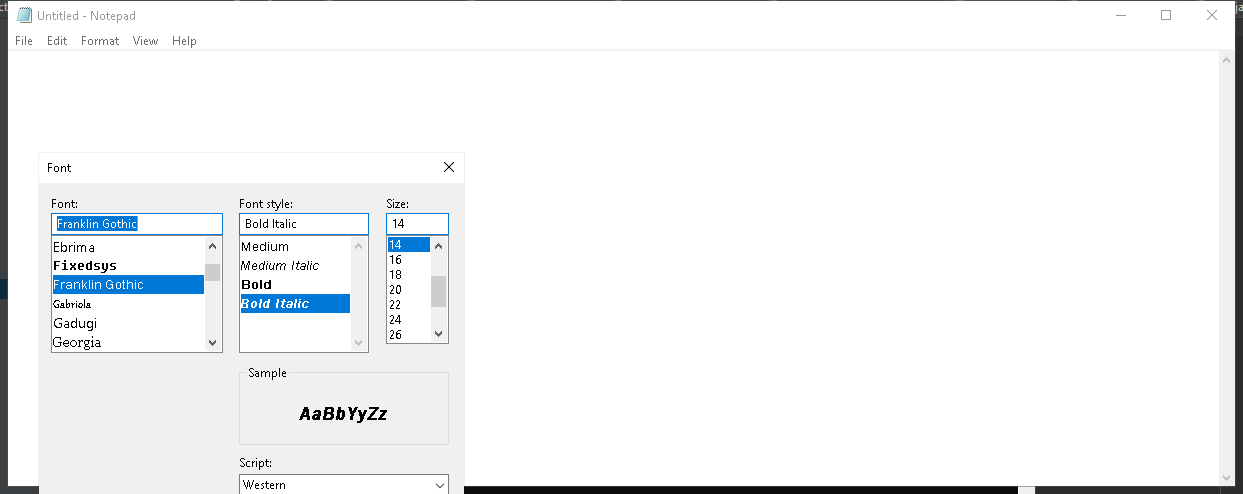 Untitled - Notepad
File Edit Format View Help
Font
Font: Font style: Size:
Franklin Gothic Bold Italic 14
Ebrima Medium 14
Fixedsys Medium Italic 16
Franklin Gothic Bold 18
Gabriola Bold Italic 20
Gadugi 22
Georgia 24
26
Sample
AaBbYyZz
Script:
Western